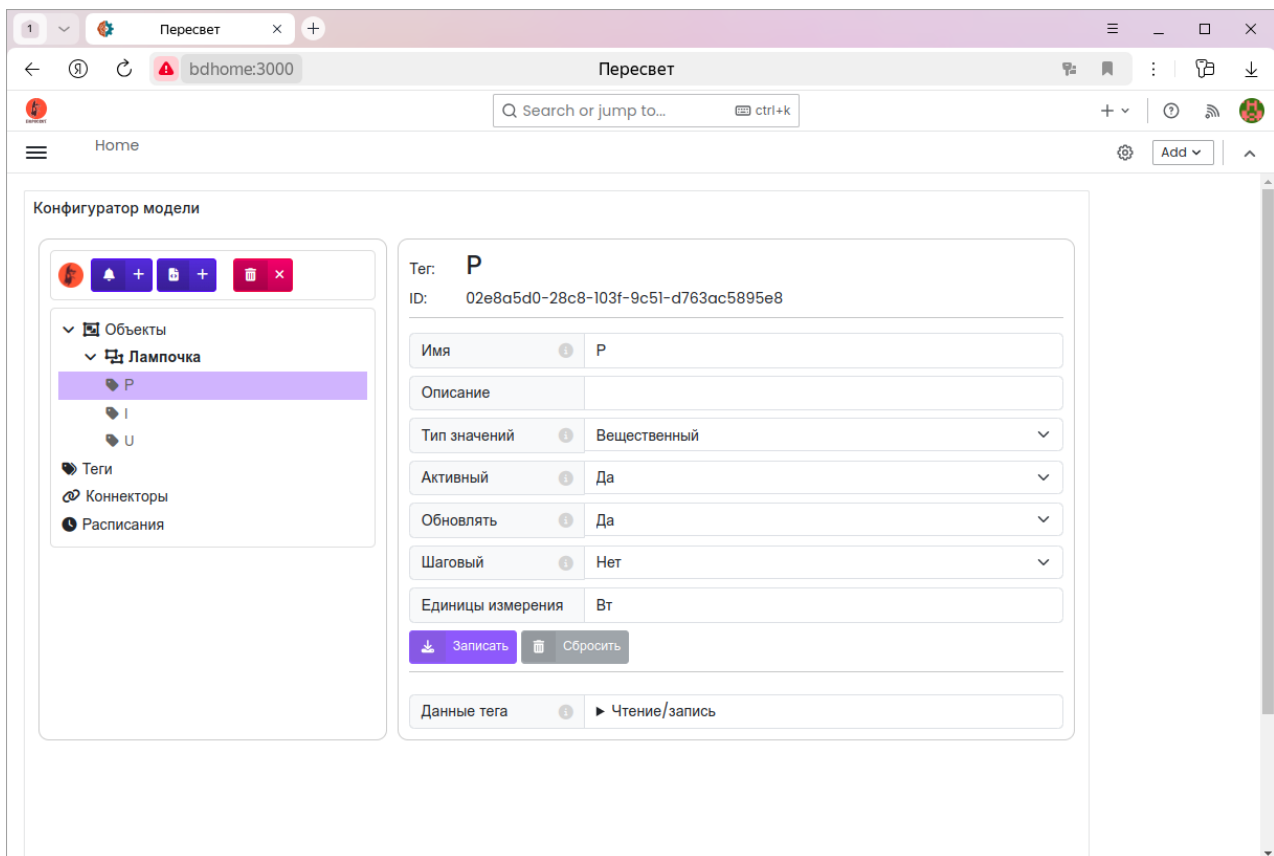 1 Пересвет
bdhome:3000 Пересвет
Search or jump to... ctrl+k
Home Add
Конфигуратор модели
Тег: P
ID: 02e8a5d0-28c8-103f-9c51-d763ac5895e8
Объекты
Лампочка
P
I
U
Теги
Коннекторы
Расписания
Имя P
Описание
Тип значений Вещественный
Активный Да
Обновлять Да
Шаговый Нет
Единицы измерения Вт
Записать Сбросить
Данные тега Чтение/запись